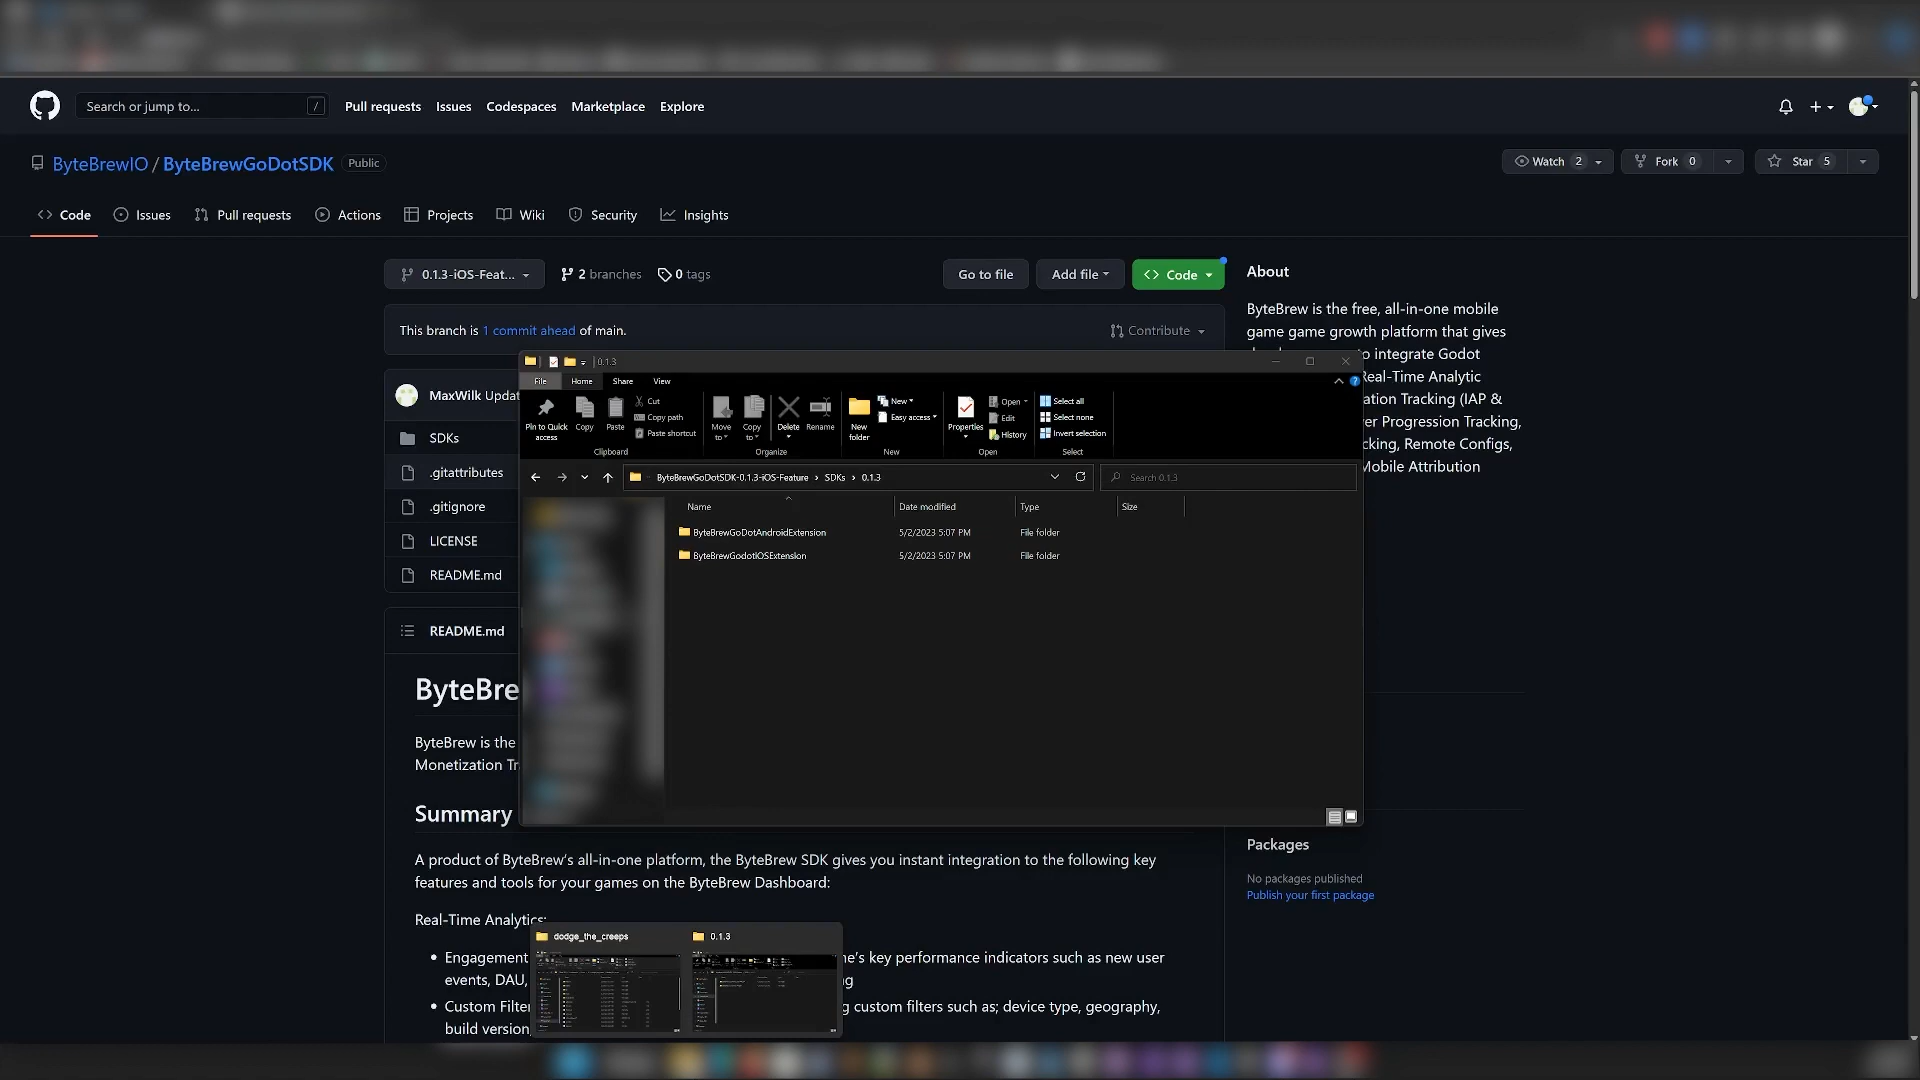 Search or jump to...
/
Pull requests
Issues
Codespaces
Marketplace
Explore
ByteBrewIO / ByteBrewGoDotSDK
Public
Watch 2
Fork 0
Star 5
Code
Issues
Pull requests
Actions
Projects
Wiki
Security
Insights
0.1.3-iOS-Feat...
2 branches
0 tags
Go to file
Add file
Code
About
ByteBrew is the free, all-in-one mobile
game game growth platform that gives
to integrate Godot
Real-Time Analytic
ation Tracking (IAP &
er Progression Tracking,
cking, Remote Configs,
Mobile Attribution
This branch is 1 commit ahead of main.
Contribute
MaxWilk Updat
SDKs
.gitattributes
.gitignore
LICENSE
README.md
README.md
ByteBre
ByteBrew is the
Monetization Tr
Summary
A product of ByteBrew's all-in-one platform, the ByteBrew SDK gives you instant integration to the following key
features and tools for your games on the ByteBrew Dashboard:
Real-Time Analytics:
Engagement
ne's key performance indicators such as new user
events, DAU,
g
Custom Filter
g custom filters such as; device type, geography,
build version,
Packages
No packages published
Publish your first package
0.1.3
File
Home
Share
View
Pin to Quick access
Copy
Paste
Cut
Copy path
Paste shortcut
Clipboard
Move to
Copy to
Delete
Rename
Organize
New folder
New
Easy access
New
Properties
Open
Edit
History
Open
Select all
Select none
Invert selection
Select
ByteBrewGoDotSDK-0.1.3-iOS-Feature > SDKs > 0.1.3
Search 0.1.3
Name
Date modified
Type
Size
ByteBrewGoDotAndroidExtension
5/2/2023 5:07 PM
File folder
ByteBrewGodotIOSExtension
5/2/2023 5:07 PM
File folder
dodge_the_creeps
0.1.3